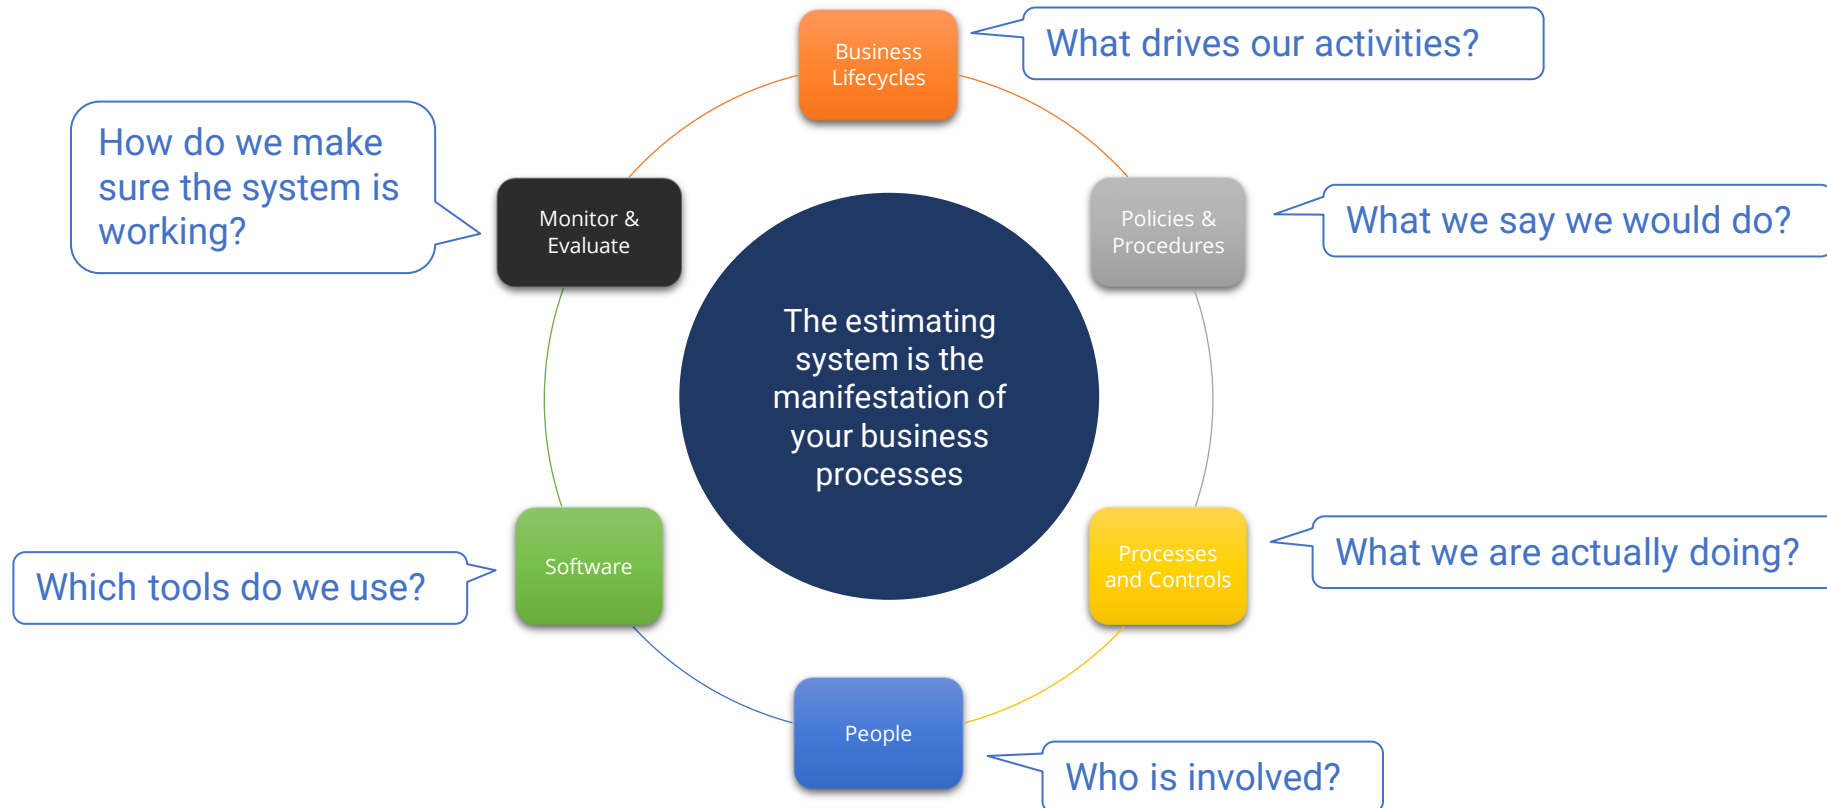 Business
Lifecycles
What drives our activities?
How do we make
sure the system is
working?
Monitor &
Evaluate
Policies &
Procedures
What we say we would do?
The estimating
system is the
manifestation of
your business
processes
Software
Which tools do we use?
Processes
and Controls
What we are actually doing?
People
Who is involved?